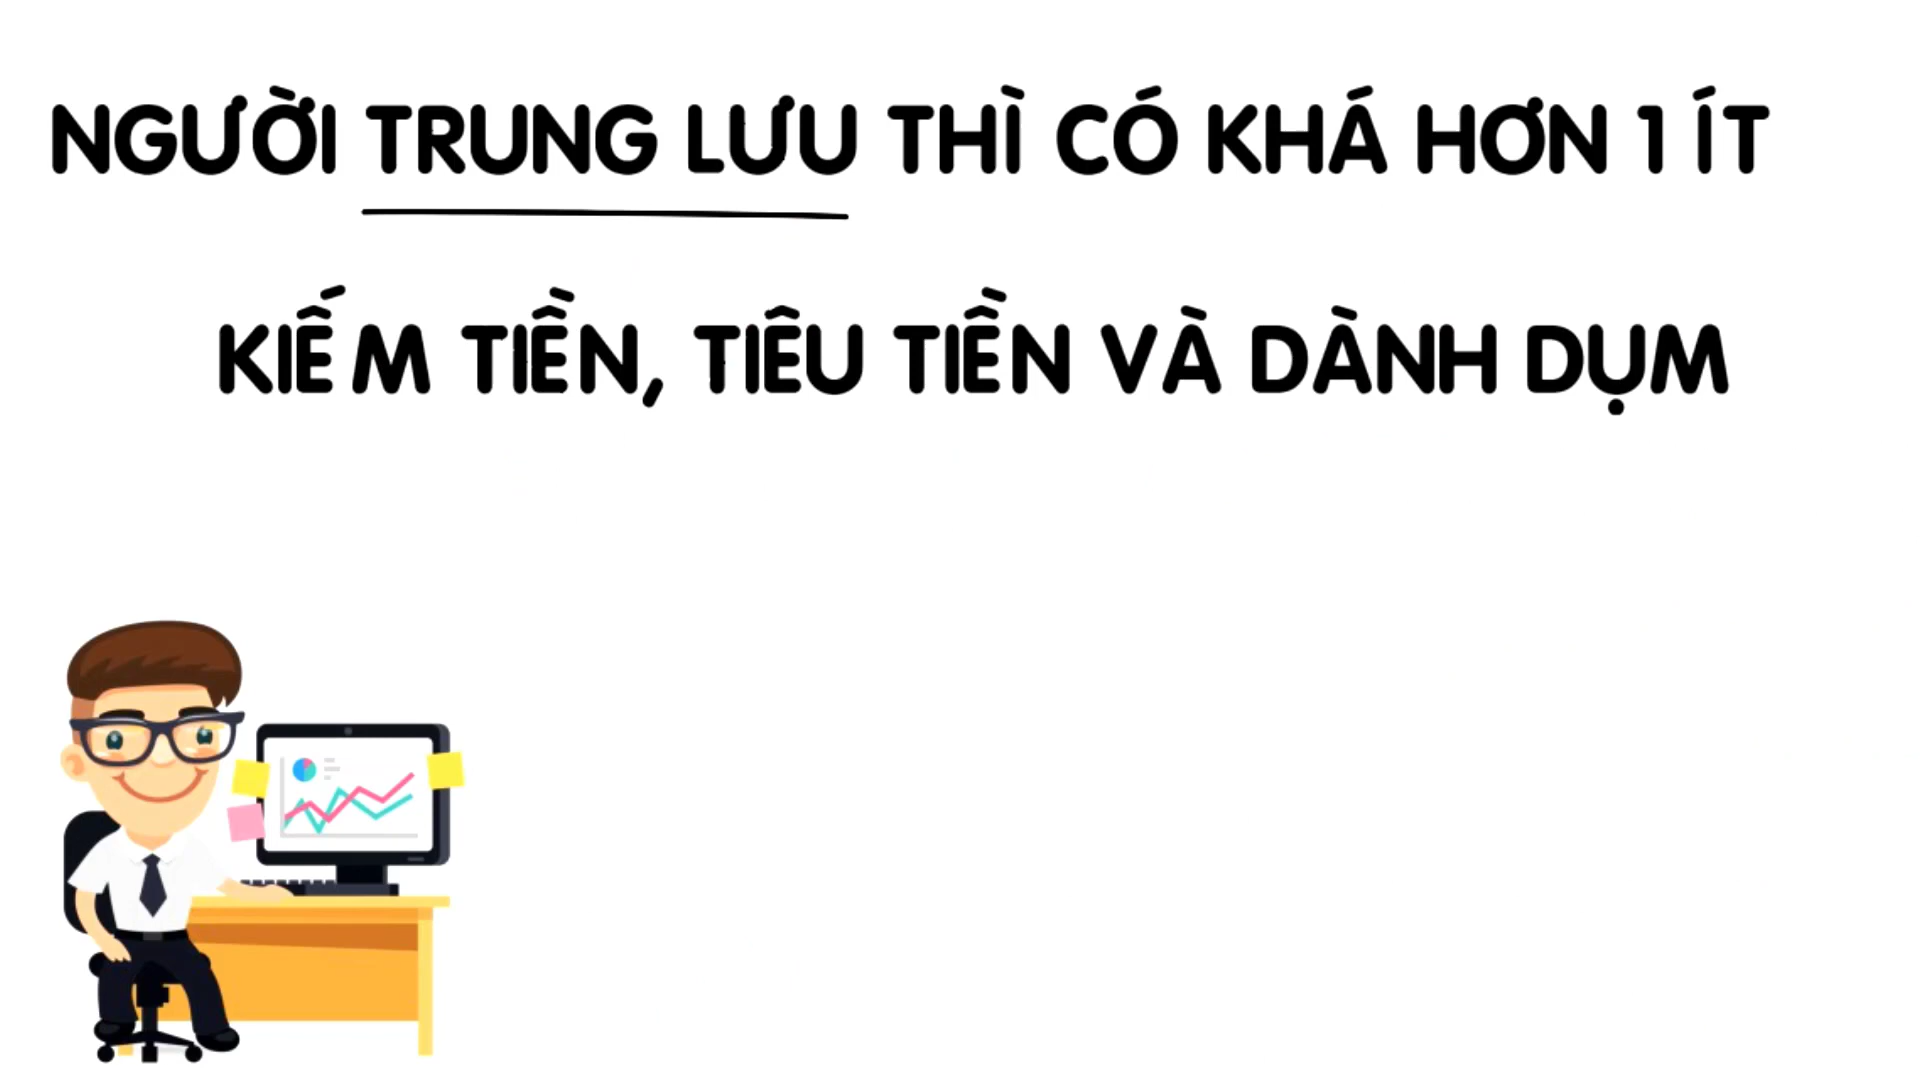 NGƯỜI TRUNG LƯU THÌ CÓ KHÁ HƠN 1 ÍT
KIẾM TIỀN, TIÊU TIỀN VÀ DÀNH DỤM